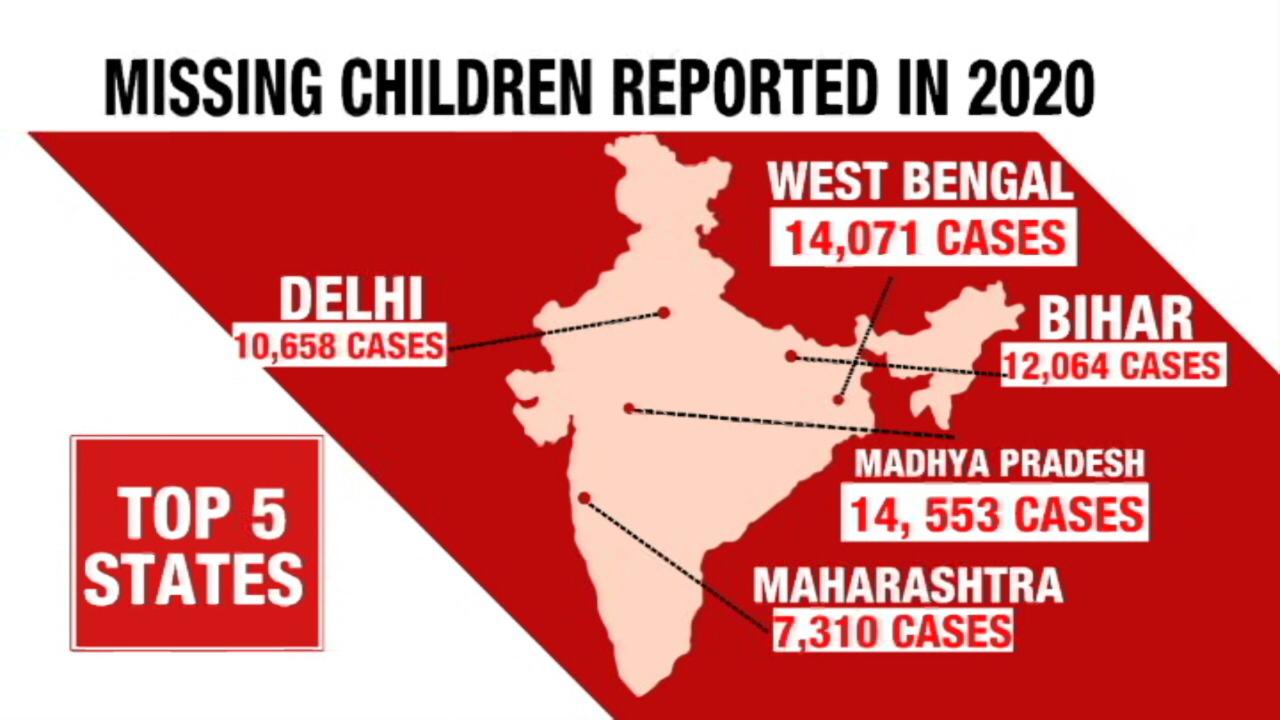 MISSING CHILDREN REPORTED IN 2020
WEST BENGAL
14,071 CASES
DELHI
10,658 CASES
BIHAR
12,064 CASES
MADHYA PRADESH
14, 553 CASES
TOP 5
STATES
MAHARASHTRA
7,310 CASES